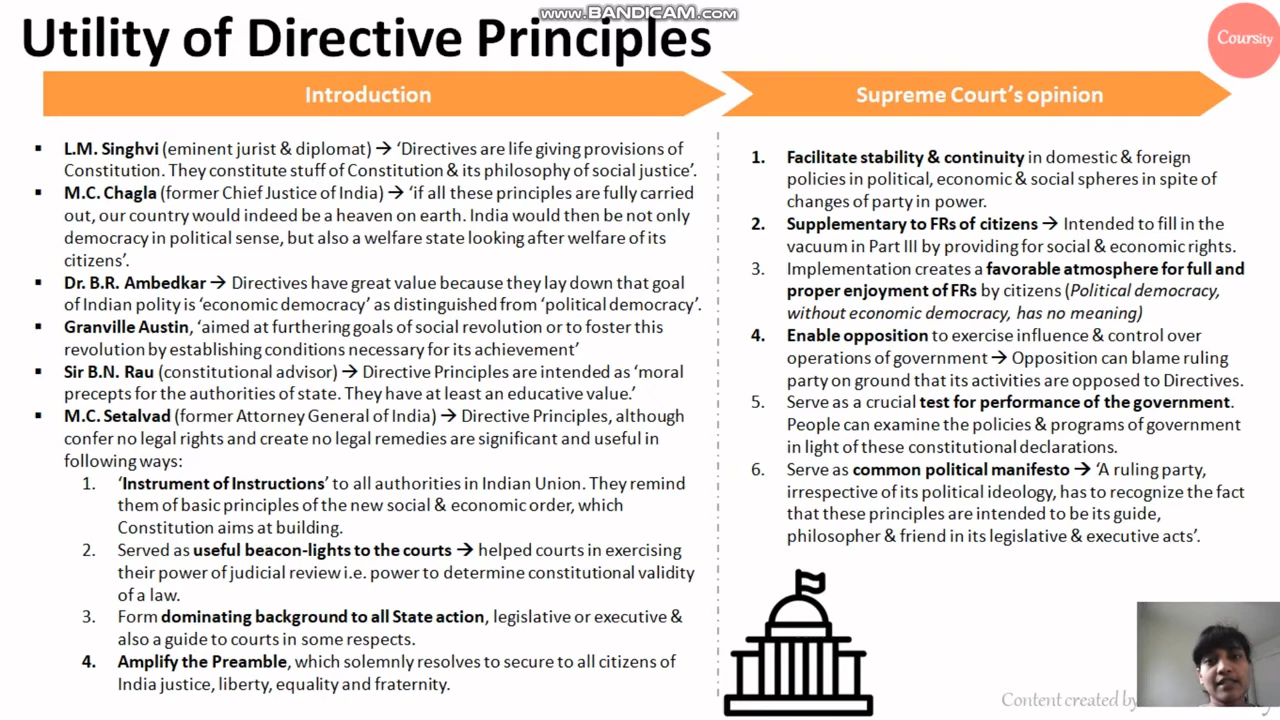 www.BANDICAM.com
Utility of Directive Principles
Coursity
Introduction
Supreme Court's opinion
▪ L.M. Singhvi (eminent jurist & diplomat) → ‘Directives are life giving provisions of
Constitution. They constitute stuff of Constitution & its philosophy of social justice’.
▪ M.C. Chagla (former Chief Justice of India) → ‘if all these principles are fully carried
out, our country would indeed be a heaven on earth. India would then be not only
democracy in political sense, but also a welfare state looking after welfare of its
citizens’.
▪ Dr. B.R. Ambedkar → Directives have great value because they lay down that goal
of Indian polity is ‘economic democracy’ as distinguished from ‘political democracy’.
▪ Granville Austin, ‘aimed at furthering goals of social revolution or to foster this
revolution by establishing conditions necessary for its achievement’
▪ Sir B.N. Rau (constitutional advisor) → Directive Principles are intended as ‘moral
precepts for the authorities of state. They have at least an educative value.’
▪ M.C. Setalvad (former Attorney General of India) → Directive Principles, although
confer no legal rights and create no legal remedies are significant and useful in
following ways:
1. ‘Instrument of Instructions’ to all authorities in Indian Union. They remind
them of basic principles of the new social & economic order, which
Constitution aims at building.
2. Served as useful beacon-lights to the courts → helped courts in exercising
their power of judicial review i.e. power to determine constitutional validity
of a law.
3. Form dominating background to all State action, legislative or executive &
also a guide to courts in some respects.
4. Amplify the Preamble, which solemnly resolves to secure to all citizens of
India justice, liberty, equality and fraternity.
1. Facilitate stability & continuity in domestic & foreign
policies in political, economic & social spheres in spite of
changes of party in power.
2. Supplementary to FRs of citizens → Intended to fill in the
vacuum in Part III by providing for social & economic rights.
3. Implementation creates a favorable atmosphere for full and
proper enjoyment of FRs by citizens (Political democracy,
without economic democracy, has no meaning)
4. Enable opposition to exercise influence & control over
operations of government → Opposition can blame ruling
party on ground that its activities are opposed to Directives.
5. Serve as a crucial test for performance of the government.
People can examine the policies & programs of government
in light of these constitutional declarations.
6. Serve as common political manifesto → ‘A ruling party,
irrespective of its political ideology, has to recognize the fact
that these principles are intended to be its guide,
philosopher & friend in its legislative & executive acts’.
Content created by